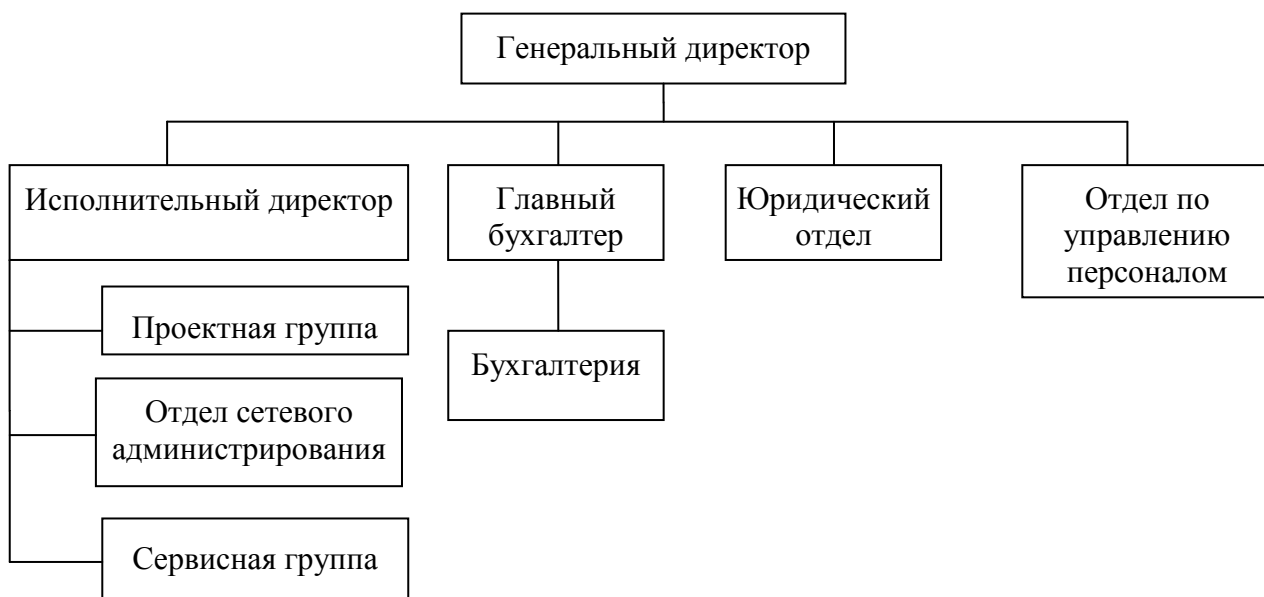 Генеральный директор
Исполнительный директор
Главный
бухгалтер
Юридический
отдел
Отдел по
управлению
персоналом
Проектная группа
Бухгалтерия
Отдел сетевого
администрирования
Сервисная группа